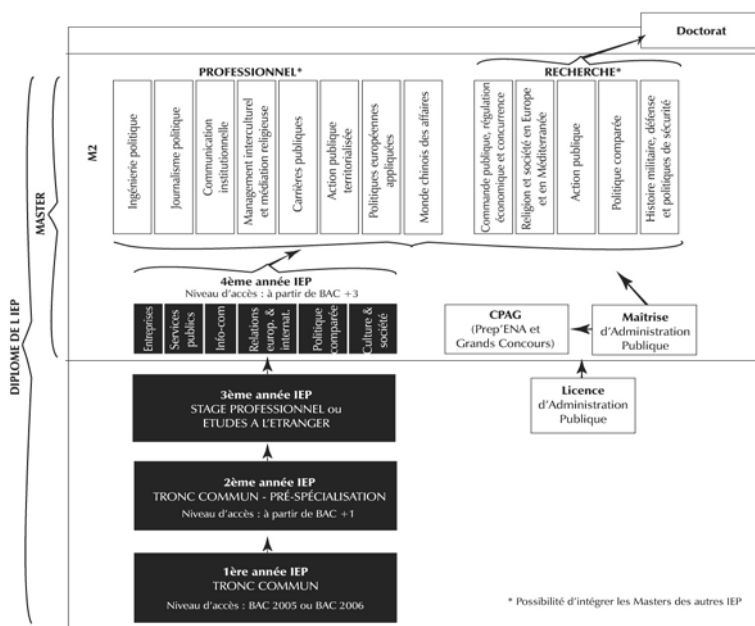 Doctorat
PROFESSIONNEL*
RECHERCHE*
DIPLOME DE L'IEP
MASTER
M2
Ingénierie politique
Journalisme politique
Communication
institutionnelle
Management interculturel
et médiation religieuse
Carrières publiques
Action publique
territorialisée
Politiques européennes
appliquées
Monde chinois des affaires
Commande publique, régulation
économique et concurrence
Religion et société en Europe
et en Méditerranée
Action publique
Politique comparée
Histoire militaire, défense
et politiques de sécurité
4ème année IEP
Niveau d'accès : à partir de BAC +3
Entreprises
Services
publics
Info-com
Relations
europ. &
internat.
Politique
comparée
Culture &
société
CPAG
(Prep'ENA et
Grands Concours)
Maîtrise
d'Administration
Publique
Licence
d'Administration
Publique
3ème année IEP
STAGE PROFESSIONNEL ou
ETUDES A L'ETRANGER
2ème année IEP
TRONC COMMUN - PRÉ-SPÉCIALISATION
Niveau d'accès : à partir de BAC +1
1ère année IEP
TRONC COMMUN
Niveau d'accès : BAC 2005 ou BAC 2006
* Possibilité d'intégrer les Masters des autres IEP